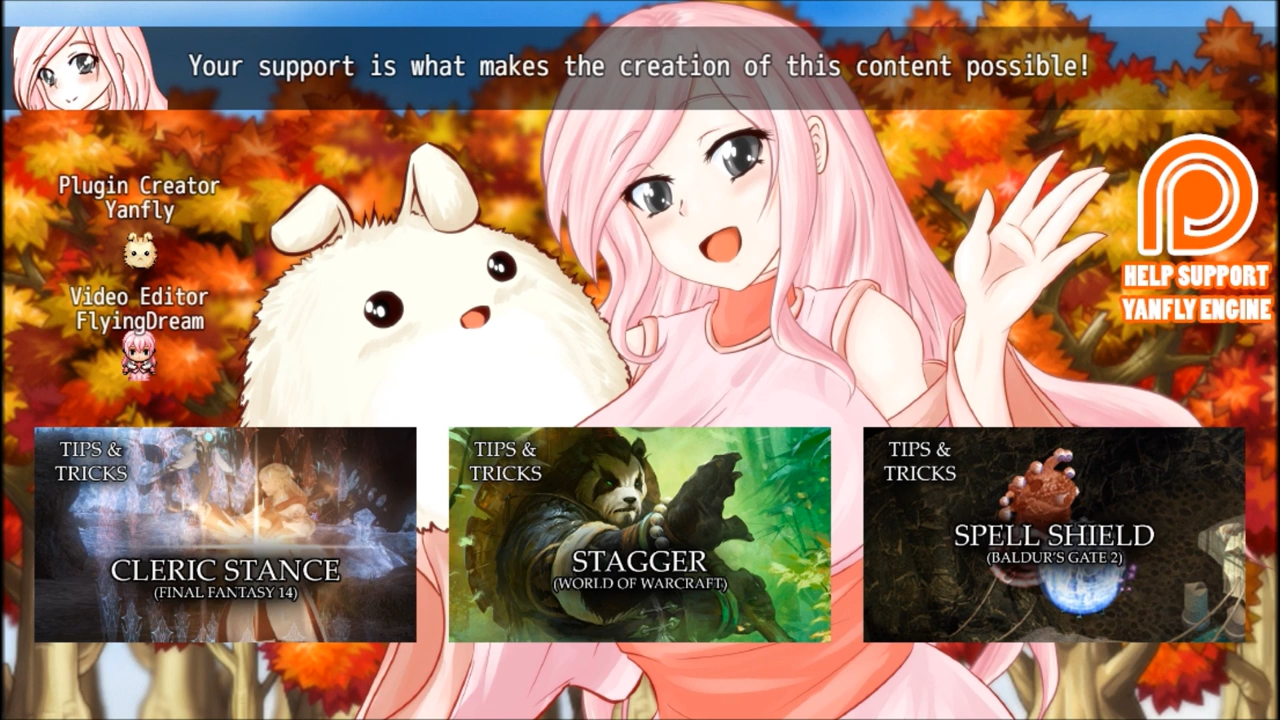 Your support is what makes the creation of this content possible!
Plugin Creator
Yanfly
Video Editor
FlyingDream
HELP SUPPORT
YANFLY ENGINE
TIPS &
TRICKS
CLERIC STANCE
(FINAL FANTASY 14)
TIPS &
TRICKS
STAGGER
(WORLD OF WARCRAFT)
TIPS &
TRICKS
SPELL SHIELD
(BALDUR'S GATE 2)